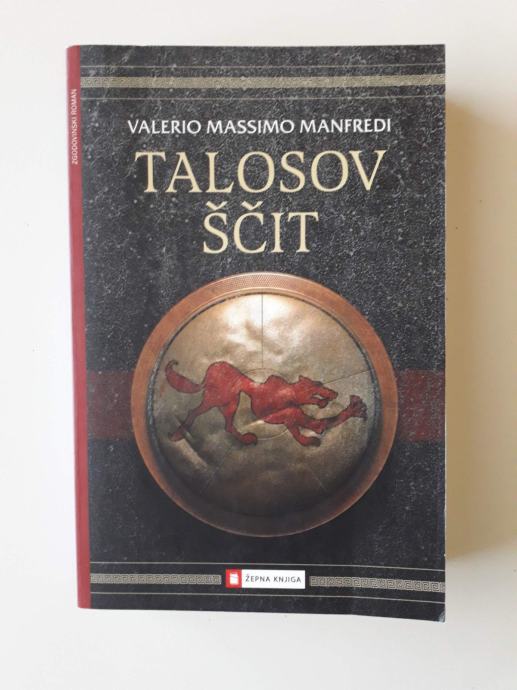 ZGODOVINSKI ROMAN
VALERIO MASSIMO MANFREDI
TALOSOV
ŠČIT
ŽEPNA KNJIGA